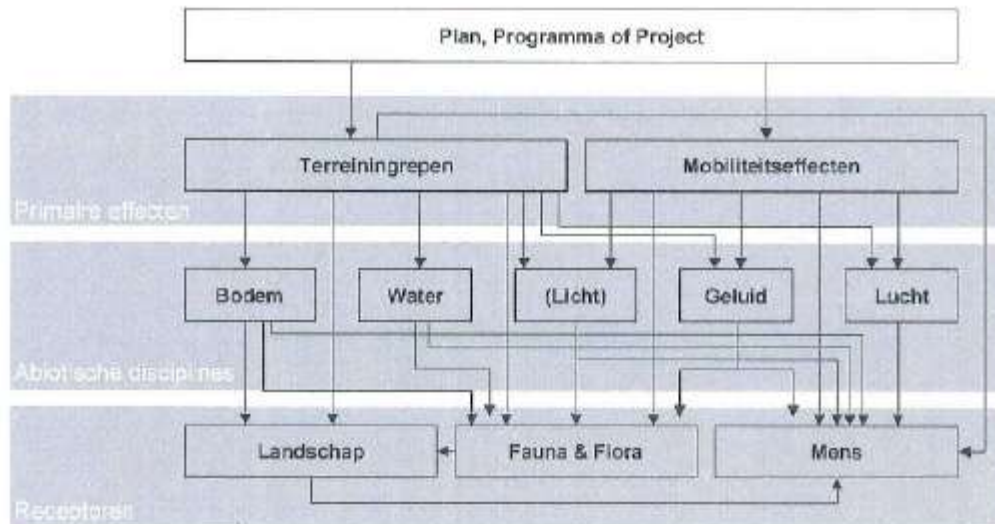 Plan, Programma of Project
Terreiningrepen
Mobiliteitseffecten
Primaire effecten
Bodem
Water
(Licht)
Geluid
Lucht
Abiotische disciplines
Landschap
Fauna & Flora
Mens
Receptoren